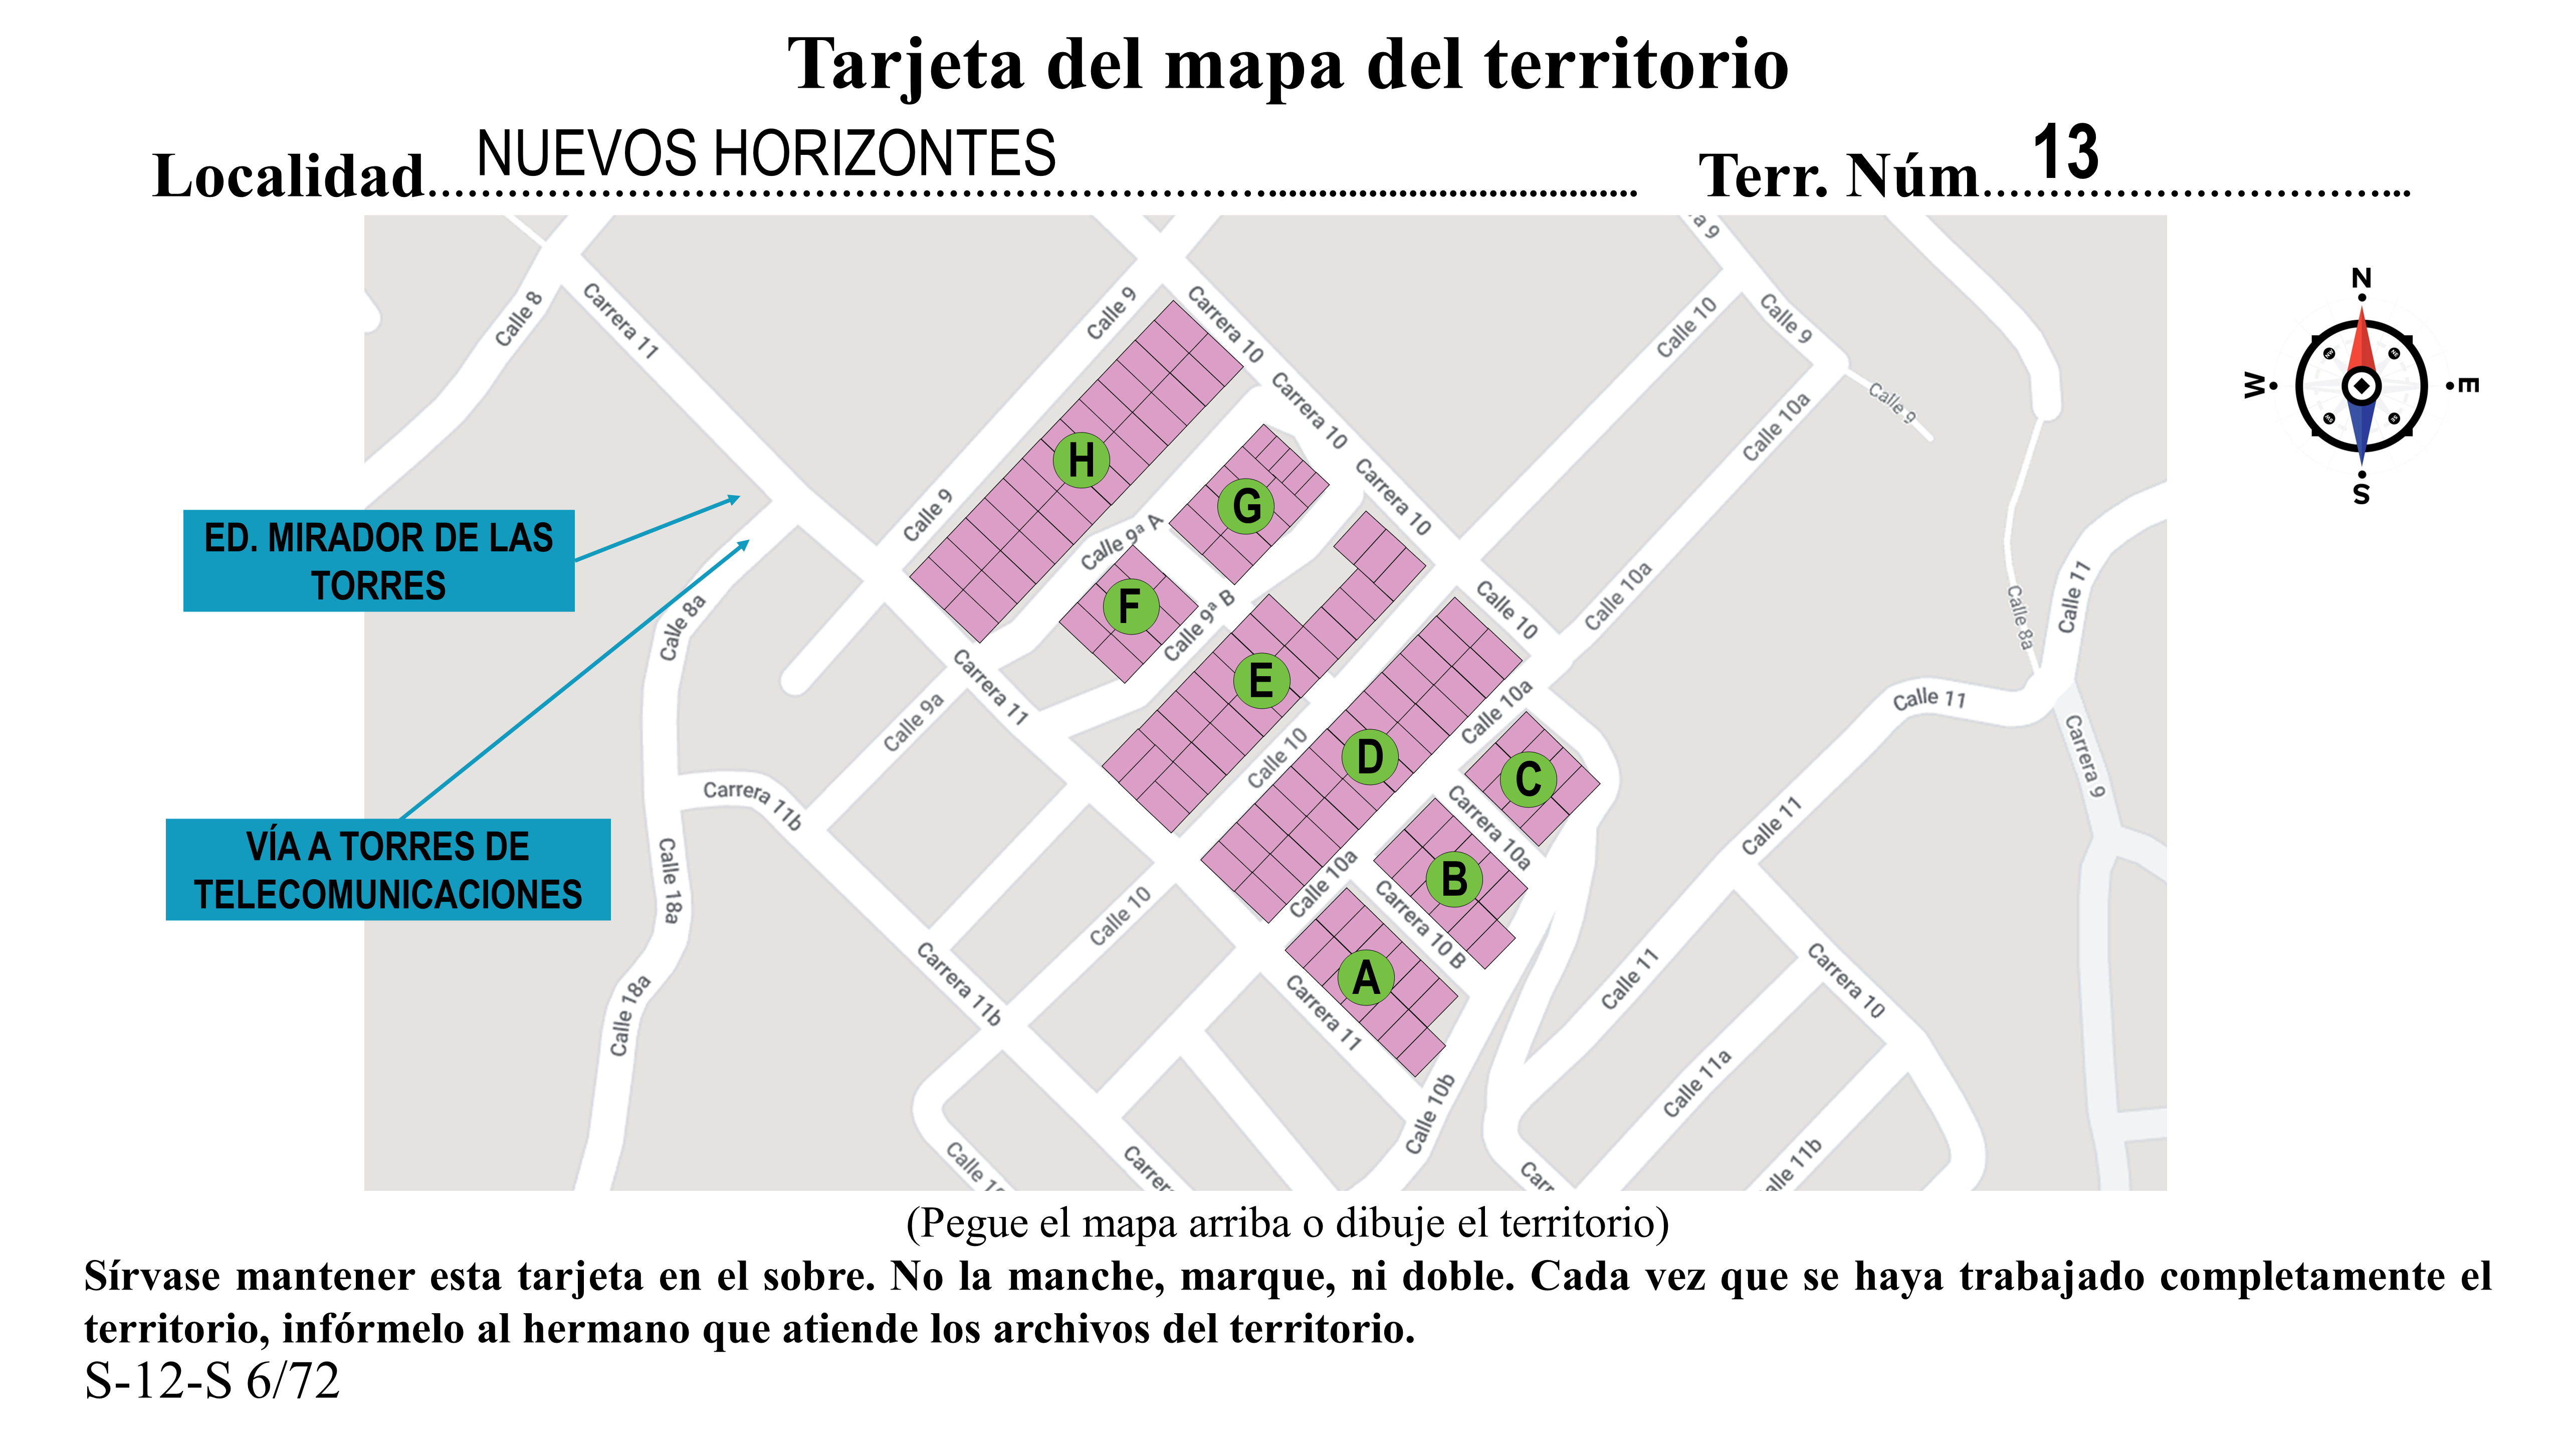 Tarjeta del mapa del territorio
Localidad NUEVOS HORIZONTES
Terr. Núm 13
a 9
N
W
E
S
Calle 8
Carrera 11
Calle 9
Carrera 10
Calle 10
Calle 9
Carrera 10
Calle 10a
Calle 9
Carrera 10
H
G
Calle 9
Calle 9ª A
ED. MIRADOR DE LAS
TORRES
Calle 8a
F
Calle 9ª B
Carrera 10
Calle 10a
Calle 11
Calle 8a
Carrera 11
Calle 9a
E
Calle 10a
Calle 11
Calle 10
D
C
Carrera 9
Carrera 11b
Carrera 10a
Calle 11
VÍA A TORRES DE
TELECOMUNICACIONES
Calle 18a
Calle 10a
B
Calle 10
Carrera 10 B
A
Carrera 11b
Carrera 11
Calle 11
Carrera 10
Calle 18a
Calle 10b
Calle 11a
Calle 1
Carrer
Carr
alle 11b
(Pegue el mapa arriba o dibuje el territorio)
Sírvase mantener esta tarjeta en el sobre. No la manche, marque, ni doble. Cada vez que se haya trabajado completamente el
territorio, infórmelo al hermano que atiende los archivos del territorio.
S-12-S 6/72